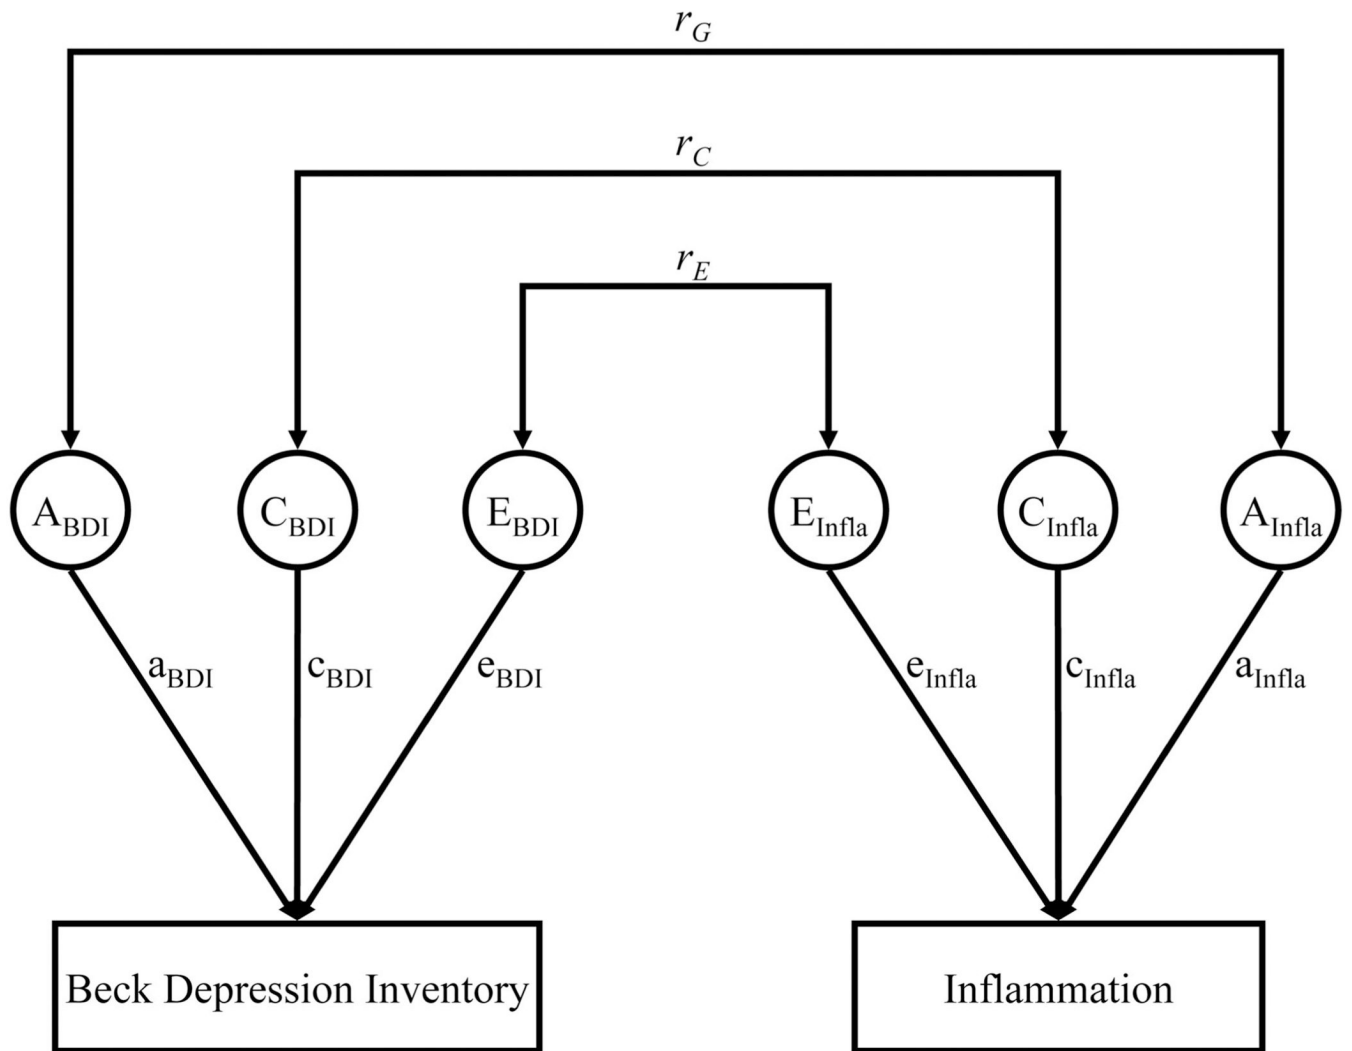 r_G
r_C
r_E
A_BDI C_BDI E_BDI E_Infla C_Infla A_Infla
a_BDI c_BDI e_BDI e_Infla c_Infla a_Infla
Beck Depression Inventory Inflammation